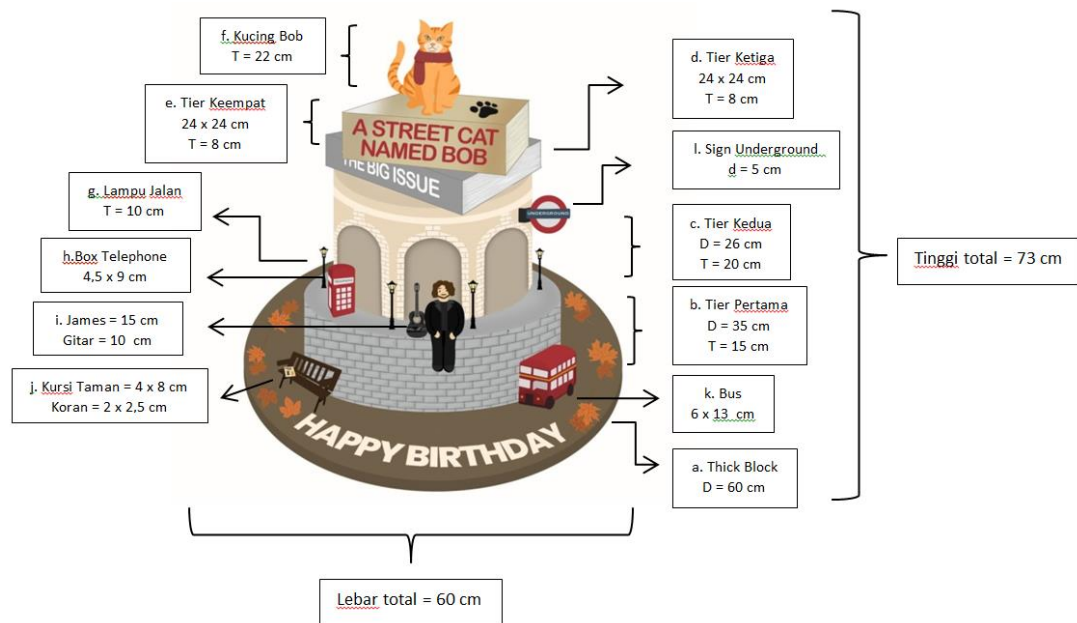 f. Kucing Bob
T = 22 cm
e. Tier Keempat
24 x 24 cm
T = 8 cm
g. Lampu Jalan
T = 10 cm
h.Box Telephone
4,5 x 9 cm
i. James = 15 cm
Gitar = 10 cm
j. Kursi Taman = 4 x 8 cm
Koran = 2 x 2,5 cm
A STREET CAT
NAMED BOB
THE BIG ISSUE
UNDERGROUND
HAPPY BIRTHDAY
d. Tier Ketiga
24 x 24 cm
T = 8 cm
l. Sign Underground
d = 5 cm
c. Tier Kedua
D = 26 cm
T = 20 cm
b. Tier Pertama
D = 35 cm
T = 15 cm
k. Bus
6 x 13 cm
a. Thick Block
D = 60 cm
Tinggi total = 73 cm
Lebar total = 60 cm